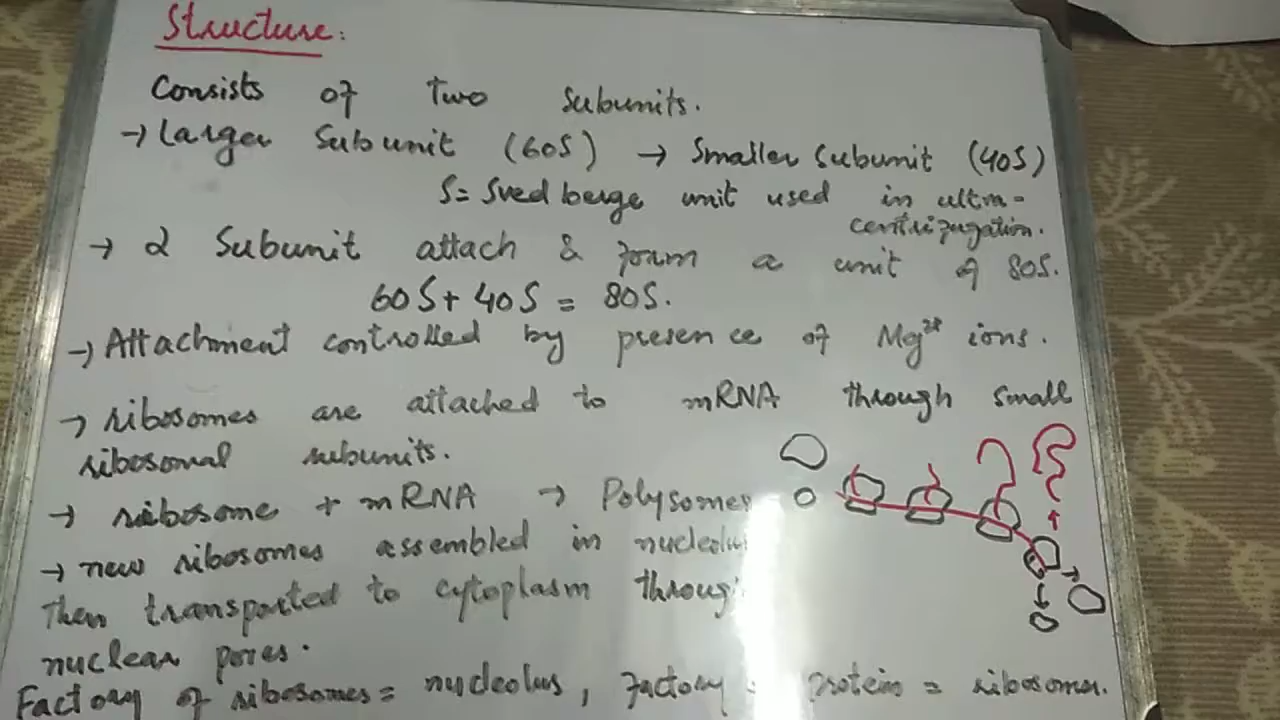 Structure:
Consists of Two Subunits.
→ Larger Subunit (60S) → Smaller Subunit (40S)
S = Svedberge unit used in ultra-
centrifugation.
→ 2 Subunit attach & form a unit of 80S.
60S + 40S = 80S.
→ Attachment controlled by presence of Mg²⁺ ions.
→ ribosomes are attached to mRNA through small
ribosomal subunits.
→ ribosome + mRNA → Polysomes
→ new ribosomes assembled in nucleolus
Then transported to cytoplasm through
nuclear pores.
Factory of ribosomes = nucleolus, Factory protein = ribosomes.